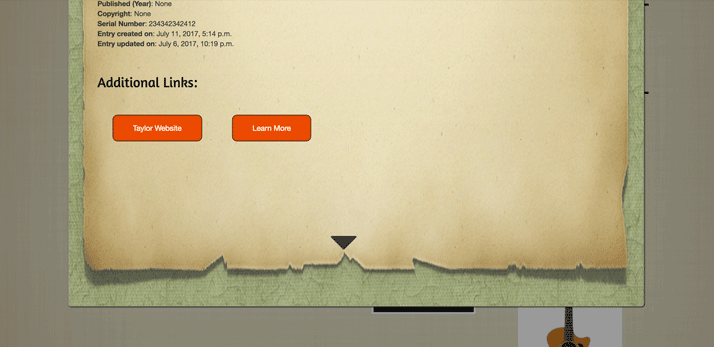 Published (Year): None
Copyright: None
Serial Number: 234342342412
Entry created on: July 11, 2017, 5:14 p.m.
Entry updated on: July 6, 2017, 10:19 p.m.
Additional Links:
Taylor Website
Learn More